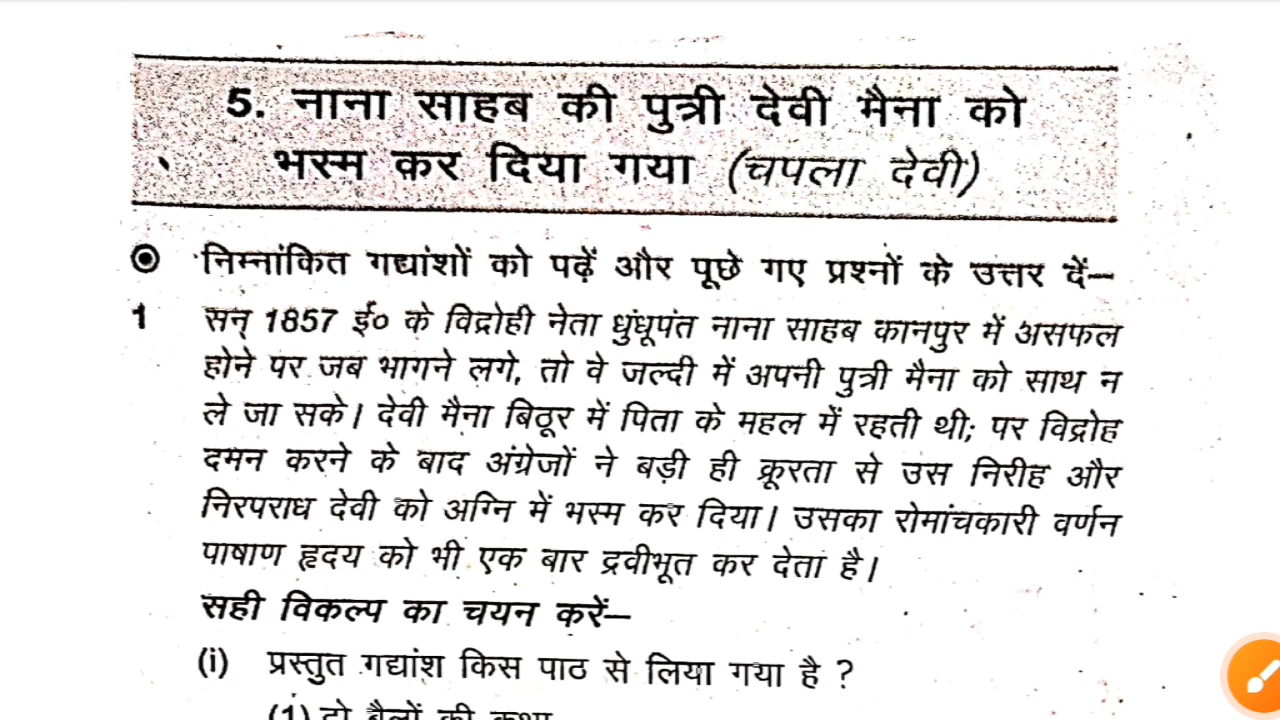 5. नाना साहब की पुत्री देवी मैना को
भस्म कर दिया गया (चपला देवी)
निम्नांकित गद्यांशों को पढ़ें और पूछे गए प्रश्नों के उत्तर दें–
1 सन् 1857 ई० के विद्रोही नेता धुंधूपंत नाना साहब कानपुर में असफल
होने पर जब भागने लगे, तो वे जल्दी में अपनी पुत्री मैना को साथ न
ले जा सके। देवी मैना बिठूर में पिता के महल में रहती थी; पर विद्रोह
दमन करने के बाद अंग्रेजों ने बड़ी ही क्रूरता से उस निरीह और
निरपराध देवी को अग्नि में भस्म कर दिया। उसका रोमांचकारी वर्णन
पाषाण हृदय को भी एक बार द्रवीभूत कर देता है।
सही विकल्प का चयन करें–
(i) प्रस्तुत गद्यांश किस पाठ से लिया गया है ?
(1) दो बैलों की कथा